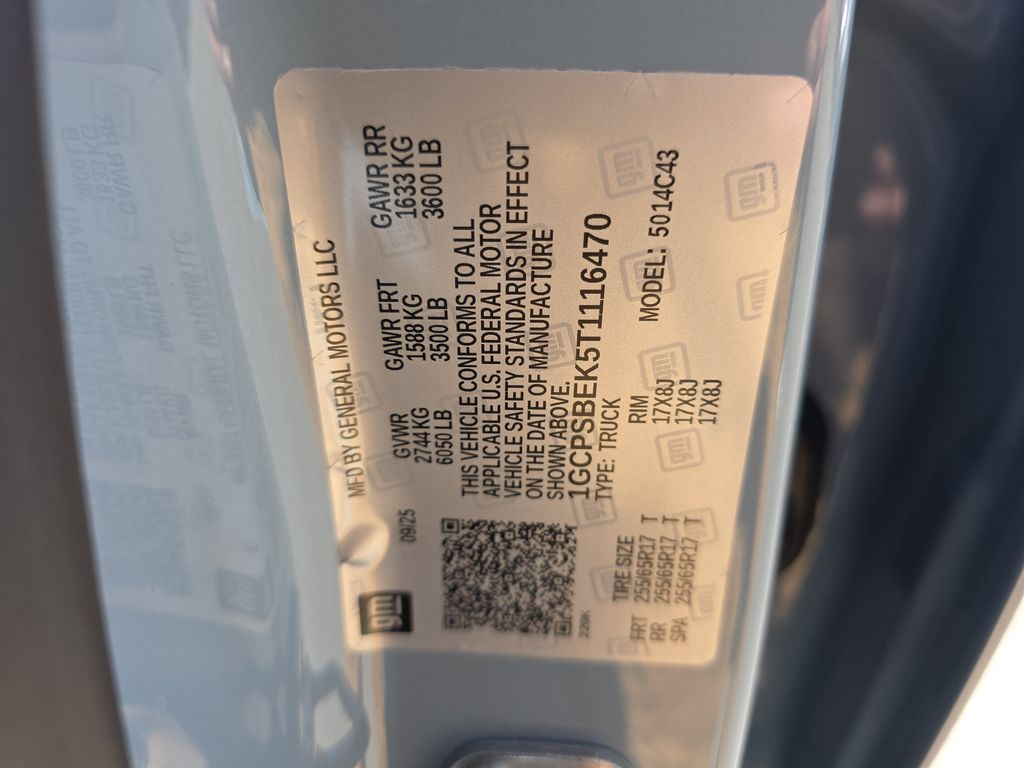 gm
09/25
MFD BY GENERAL MOTORS LLC
GVWR GAWR FRT GAWR RR
2744 KG 1588 KG 1633 KG
6050 LB 3500 LB 3600 LB
THIS VEHICLE CONFORMS TO ALL
APPLICABLE U.S. FEDERAL MOTOR
VEHICLE SAFETY STANDARDS IN EFFECT
ON THE DATE OF MANUFACTURE
SHOWN ABOVE.
1GCPSBEK5T1116470
TYPE: TRUCK
MODEL: 5014C43
TIRE SIZE RIM
FRT 255/65R17 T 17X8J
RR 255/65R17 T 17X8J
SPA 255/65R17 T 17X8J